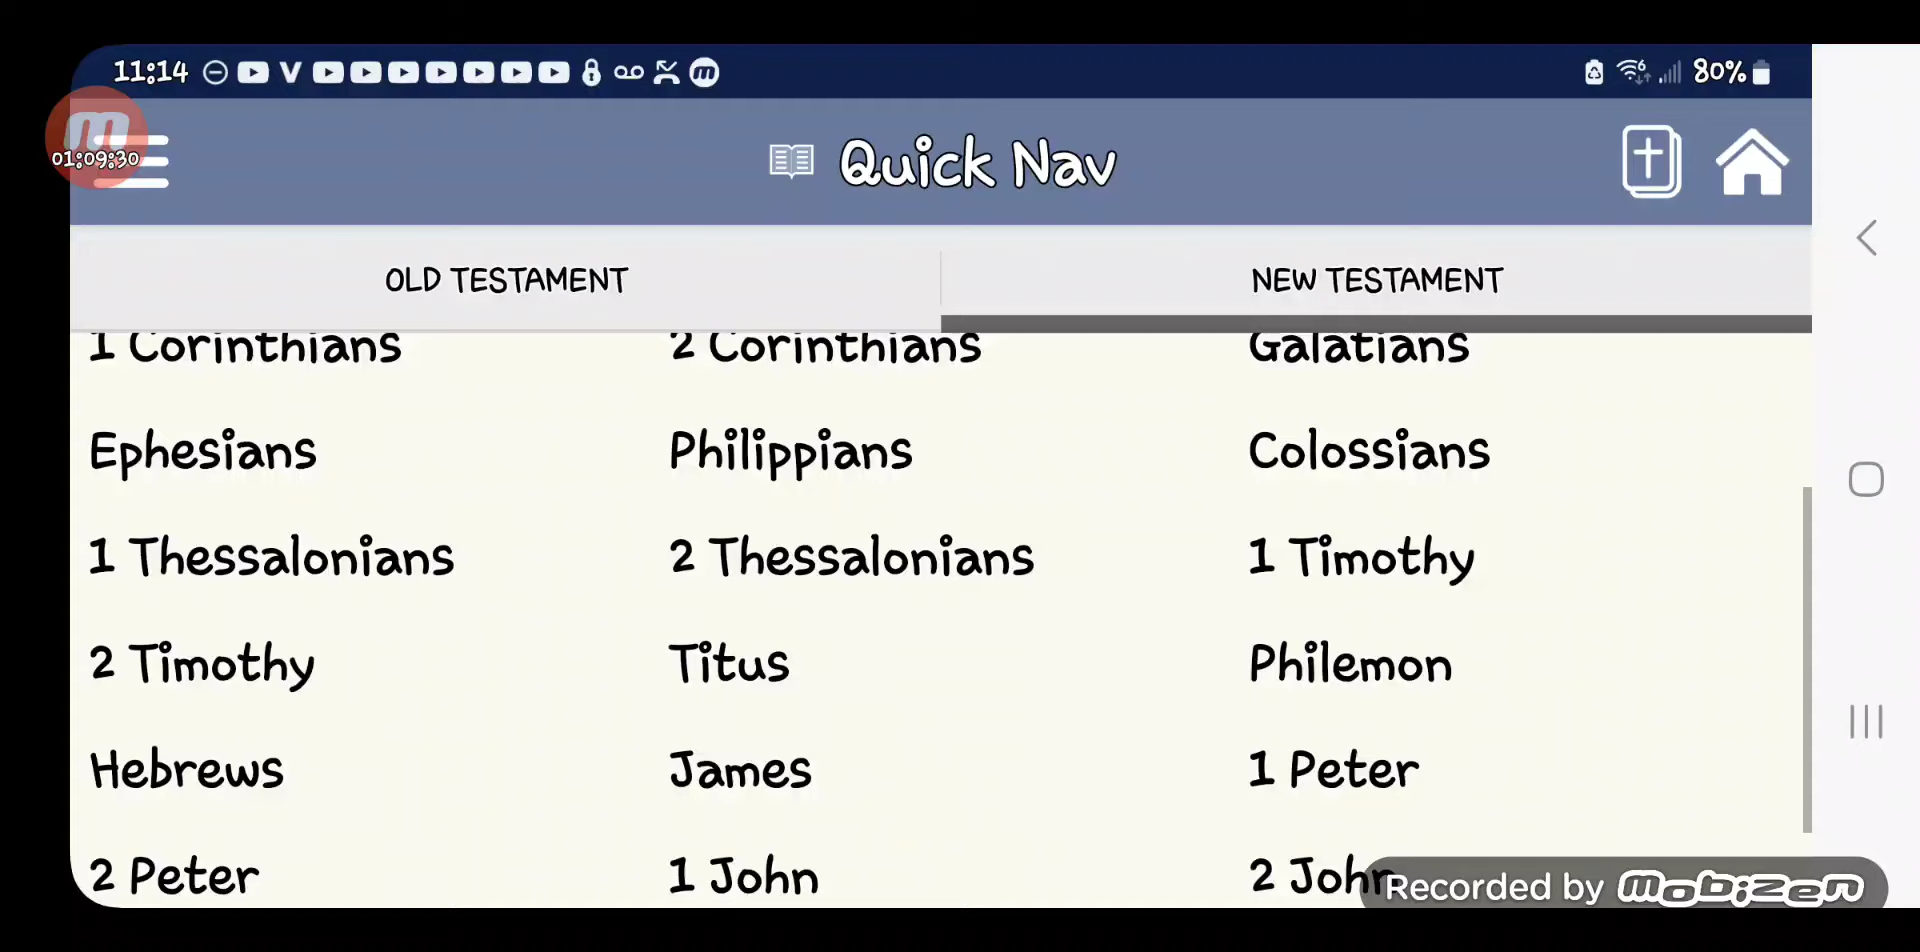 11:14
80%
01:09:30
Quick Nav
OLD TESTAMENT NEW TESTAMENT
1 Corinthians 2 Corinthians Galatians
Ephesians Philippians Colossians
1 Thessalonians 2 Thessalonians 1 Timothy
2 Timothy Titus Philemon
Hebrews James 1 Peter
2 Peter 1 John 2 John
Recorded by mobizen